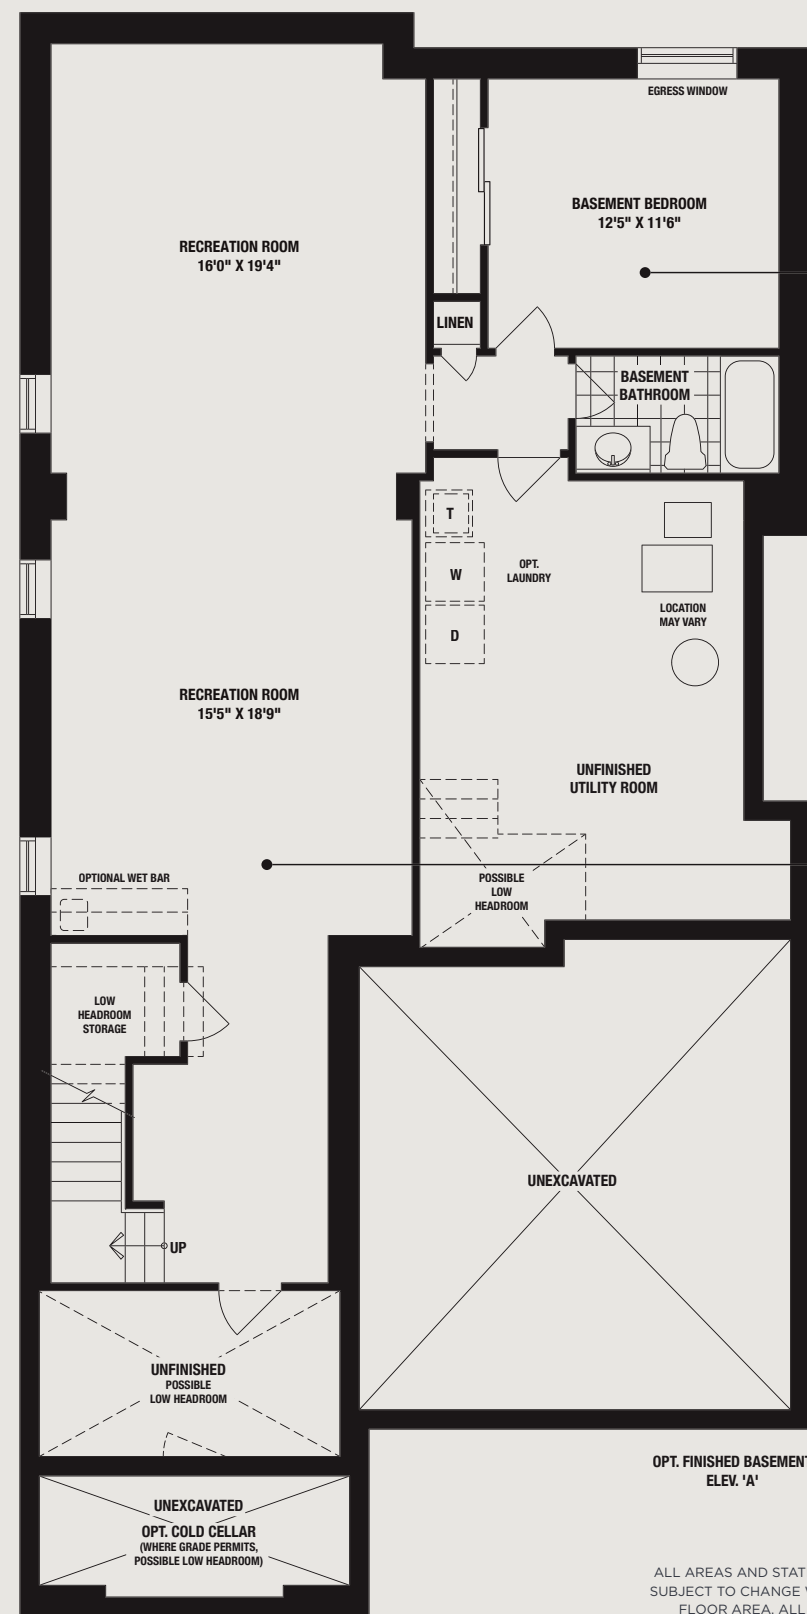 EGRESS WINDOW
BASEMENT BEDROOM
12'5" X 11'6"
RECREATION ROOM
16'0" X 19'4"
LINEN
BASEMENT
BATHROOM
T
W
D
OPT.
LAUNDRY
LOCATION
MAY VARY
RECREATION ROOM
15'5" X 18'9"
UNFINISHED
UTILITY ROOM
OPTIONAL WET BAR
POSSIBLE
LOW
HEADROOM
LOW
HEADROOM
STORAGE
UNEXCAVATED
UP
UNFINISHED
POSSIBLE
LOW HEADROOM
UNEXCAVATED
OPT. COLD CELLAR
(WHERE GRADE PERMITS,
POSSIBLE LOW HEADROOM)
OPT. FINISHED BASEMENT
ELEV. 'A'
ALL AREAS AND STAT
SUBJECT TO CHANGE
FLOOR AREA. ALL